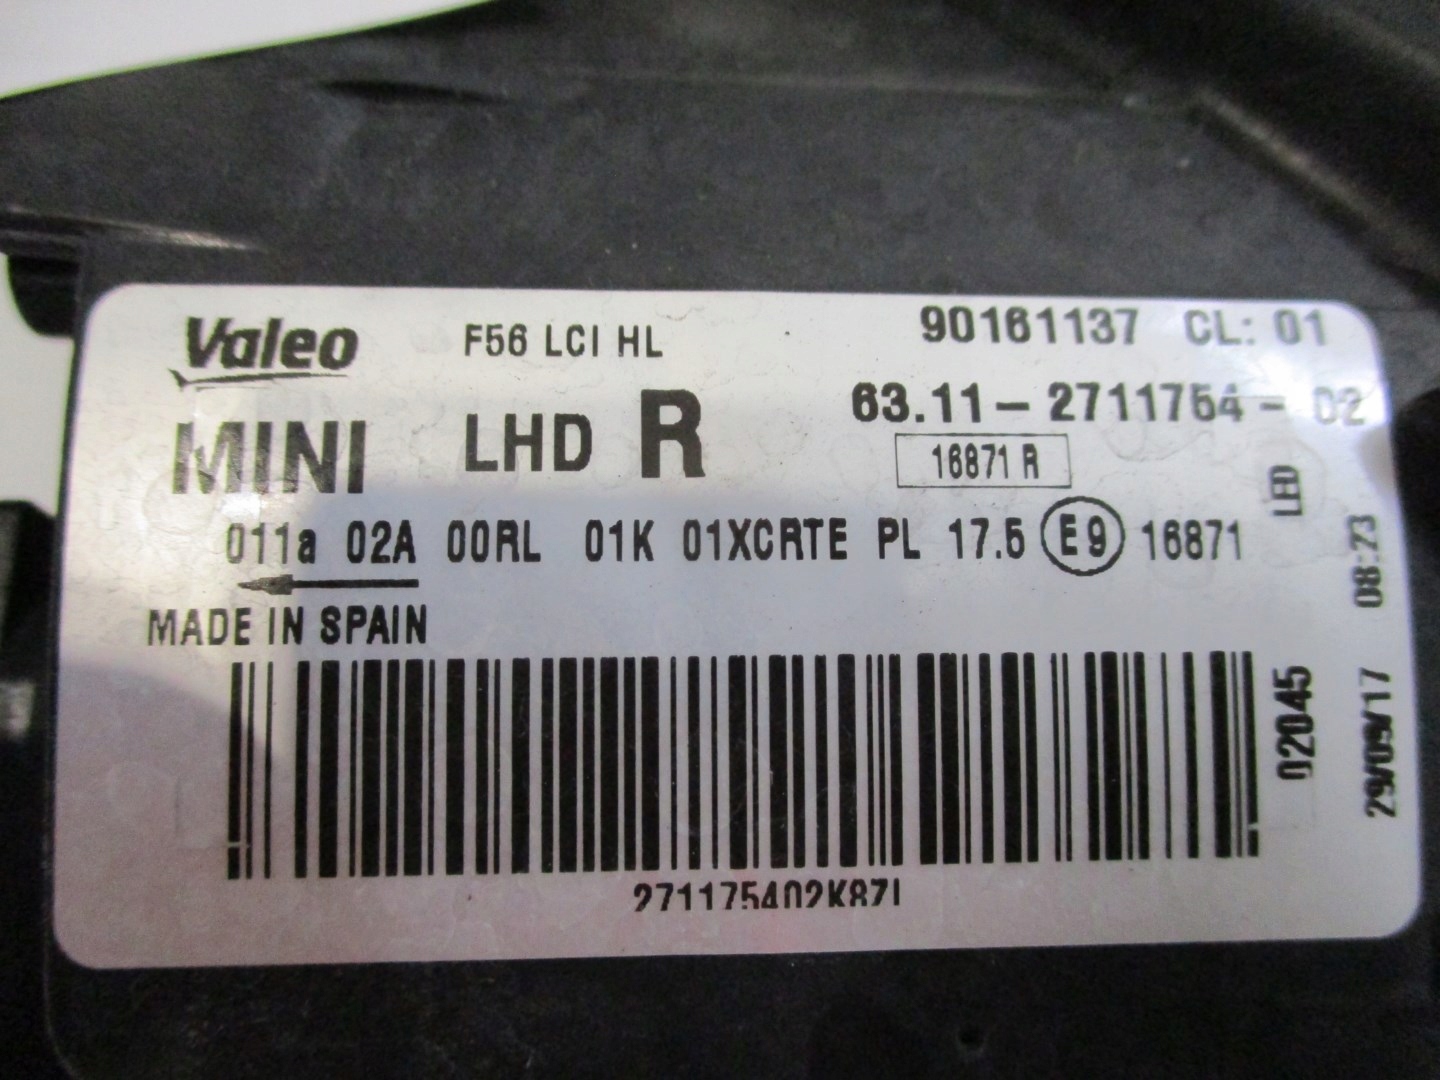 Valeo F56 LCI HL 90161137 CL: 01
MINI LHD R 63.11-2711754-02
16871 R
LED
011a 02A 00RL 01K 01XCRTE PL 17.5 E9 16871
MADE IN SPAIN
02045
29/09/17 08:23